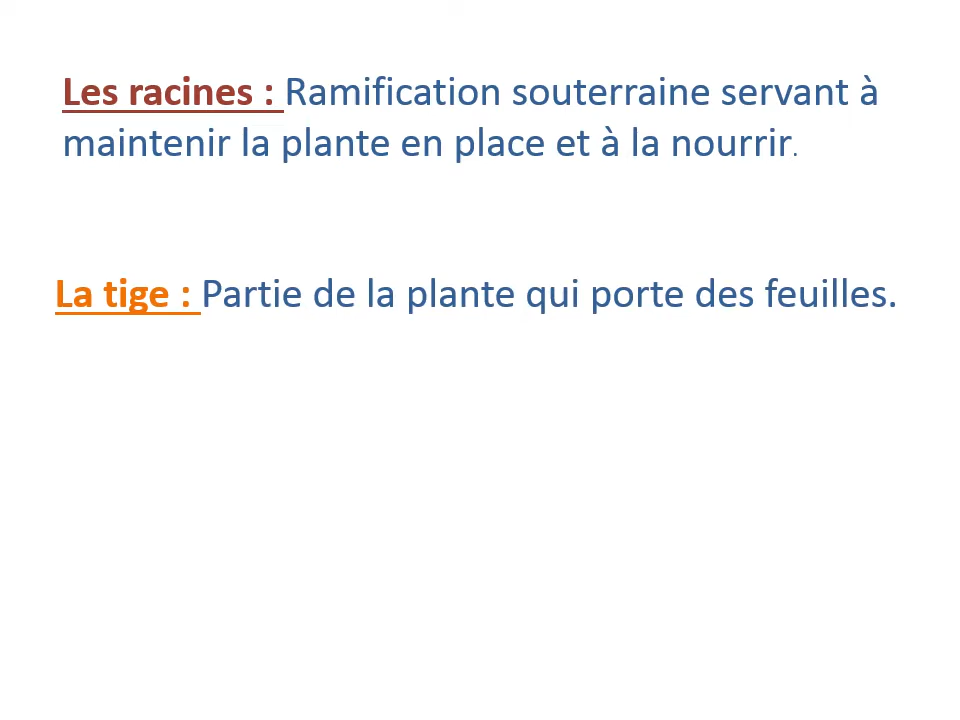 Les racines : Ramification souterraine servant à
maintenir la plante en place et à la nourrir.
La tige : Partie de la plante qui porte des feuilles.